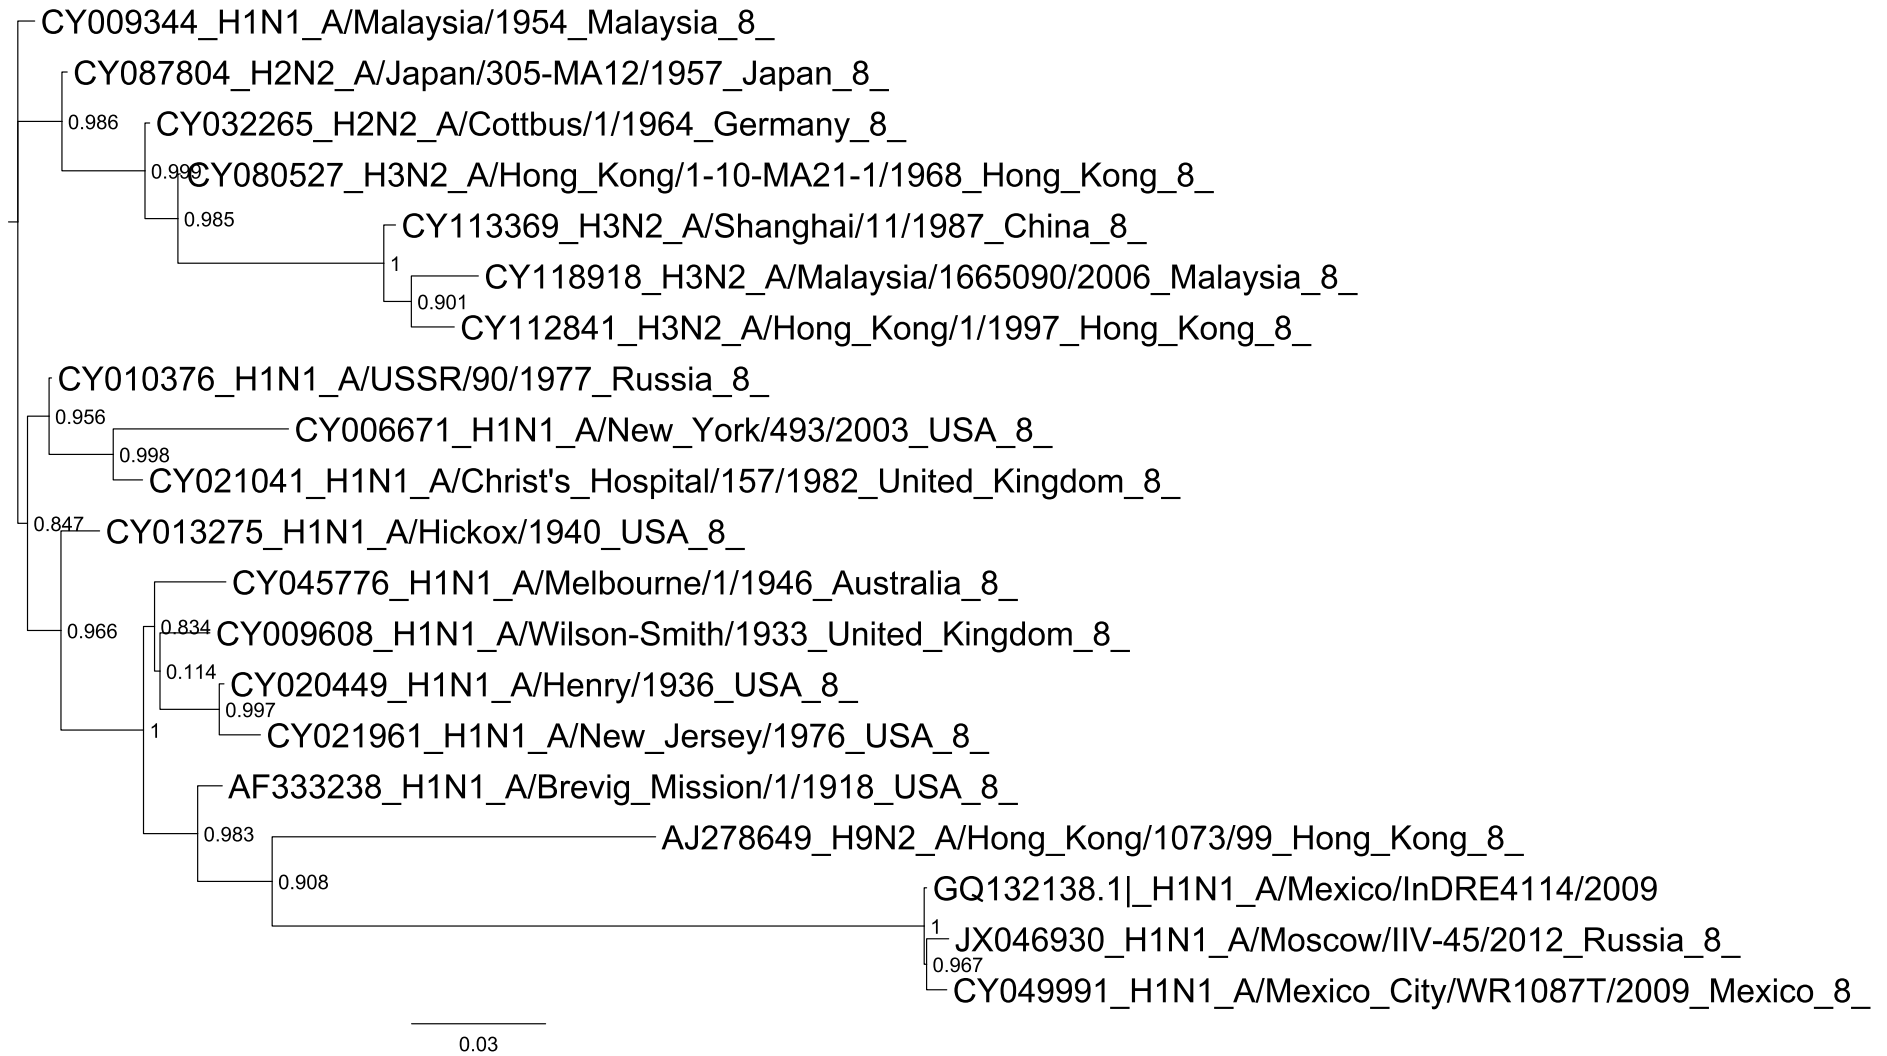 CY009344_H1N1_A/Malaysia/1954_Malaysia_8_
CY087804_H2N2_A/Japan/305-MA12/1957_Japan_8_
0.986
CY032265_H2N2_A/Cottbus/1/1964_Germany_8_
0.999
CY080527_H3N2_A/Hong_Kong/1-10-MA21-1/1968_Hong_Kong_8_
0.985
CY113369_H3N2_A/Shanghai/11/1987_China_8_
1
CY118918_H3N2_A/Malaysia/1665090/2006_Malaysia_8_
0.901
CY112841_H3N2_A/Hong_Kong/1/1997_Hong_Kong_8_
CY010376_H1N1_A/USSR/90/1977_Russia_8_
0.956
CY006671_H1N1_A/New_York/493/2003_USA_8_
0.998
CY021041_H1N1_A/Christ's_Hospital/157/1982_United_Kingdom_8_
0.847
CY013275_H1N1_A/Hickox/1940_USA_8_
CY045776_H1N1_A/Melbourne/1/1946_Australia_8_
0.834
CY009608_H1N1_A/Wilson-Smith/1933_United_Kingdom_8_
0.966
0.114
CY020449_H1N1_A/Henry/1936_USA_8_
0.997
CY021961_H1N1_A/New_Jersey/1976_USA_8_
1
AF333238_H1N1_A/Brevig_Mission/1/1918_USA_8_
0.983
AJ278649_H9N2_A/Hong_Kong/1073/99_Hong_Kong_8_
0.908
GQ132138.1|_H1N1_A/Mexico/InDRE4114/2009
1
JX046930_H1N1_A/Moscow/IIV-45/2012_Russia_8_
0.967
CY049991_H1N1_A/Mexico_City/WR1087T/2009_Mexico_8_
0.03